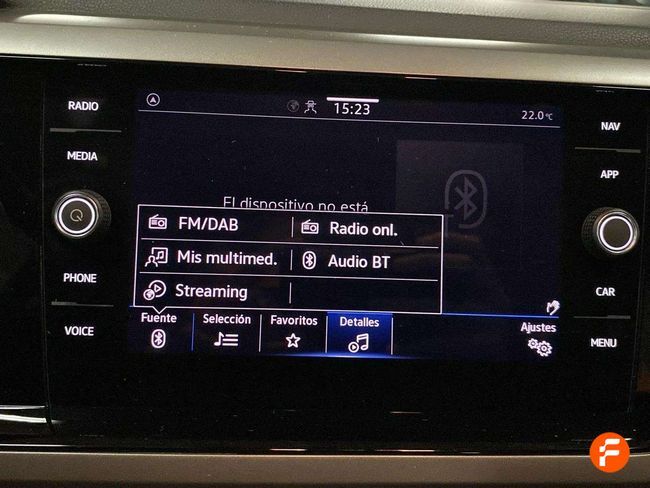 RADIO
MEDIA
PHONE
VOICE
NAV
APP
CAR
MENU
15:23
22.0°C
El dispositivo no está
FM/DAB
Radio onl.
Mis multimed.
Audio BT
Streaming
Fuente
Selección
Favoritos
Detalles
Ajustes